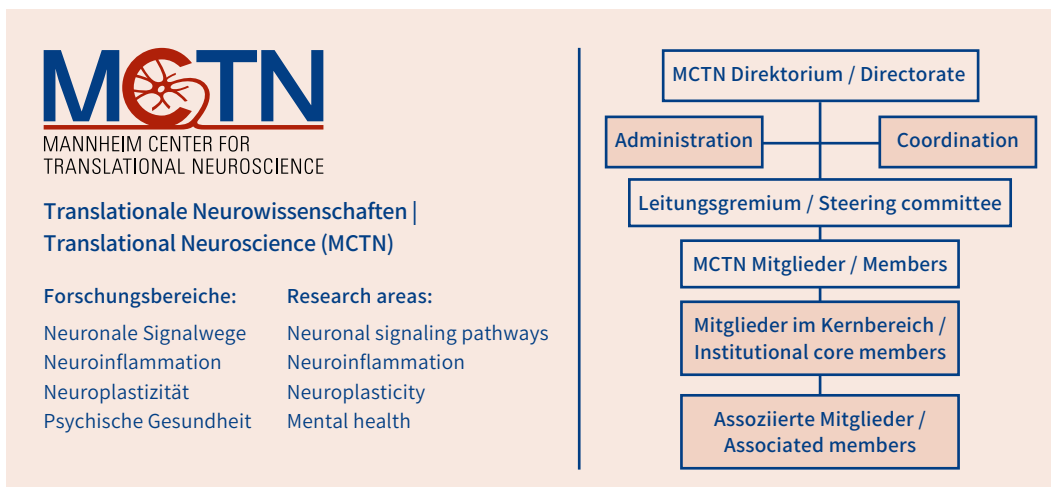 MCTN
MANNHEIM CENTER FOR
TRANSLATIONAL NEUROSCIENCE
Translationale Neurowissenschaften |
Translational Neuroscience (MCTN)
Forschungsbereiche:
Neuronale Signalwege
Neuroinflammation
Neuroplastizität
Psychische Gesundheit
Research areas:
Neuronal signaling pathways
Neuroinflammation
Neuroplasticity
Mental health
MCTN Direktorium / Directorate
Administration
Coordination
Leitungsgremium / Steering committee
MCTN Mitglieder / Members
Mitglieder im Kernbereich /
Institutional core members
Assoziierte Mitglieder /
Associated members